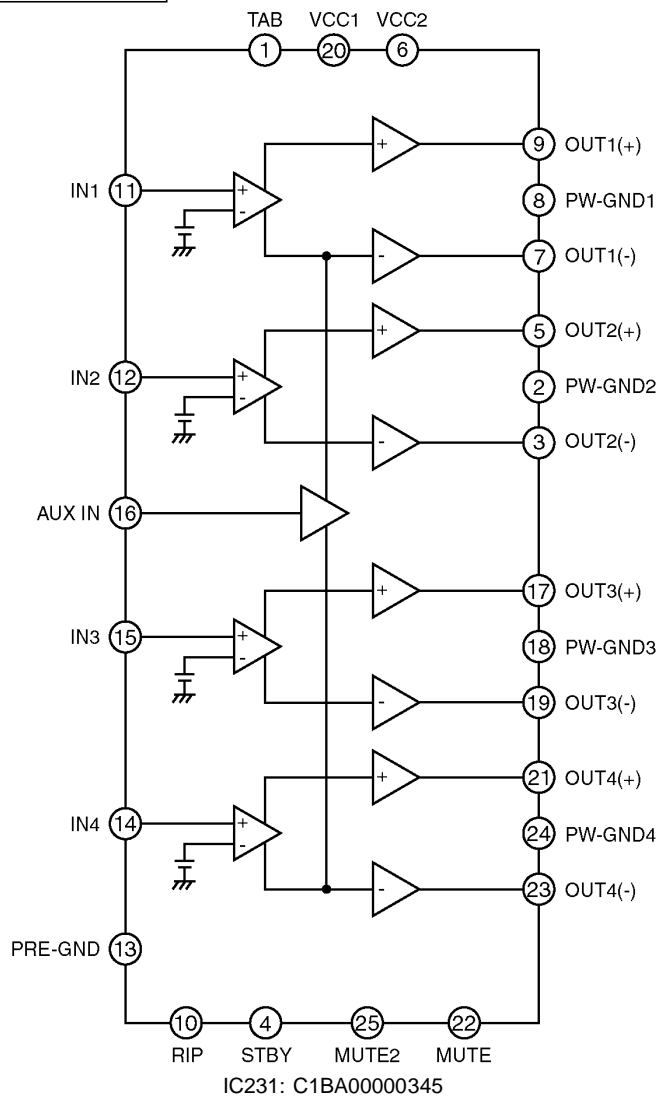 TAB VCC1 VCC2
1 20 6
+ 9 OUT1(+)
IN1 11 + -
8 PW-GND1
- 7 OUT1(-)
+ 5 OUT2(+)
IN2 12 + -
2 PW-GND2
- 3 OUT2(-)
AUX IN 16
+ 17 OUT3(+)
IN3 15 + -
18 PW-GND3
- 19 OUT3(-)
+ 21 OUT4(+)
IN4 14 + -
24 PW-GND4
- 23 OUT4(-)
PRE-GND 13
10 4 25 22
RIP STBY MUTE2 MUTE
IC231: C1BA00000345